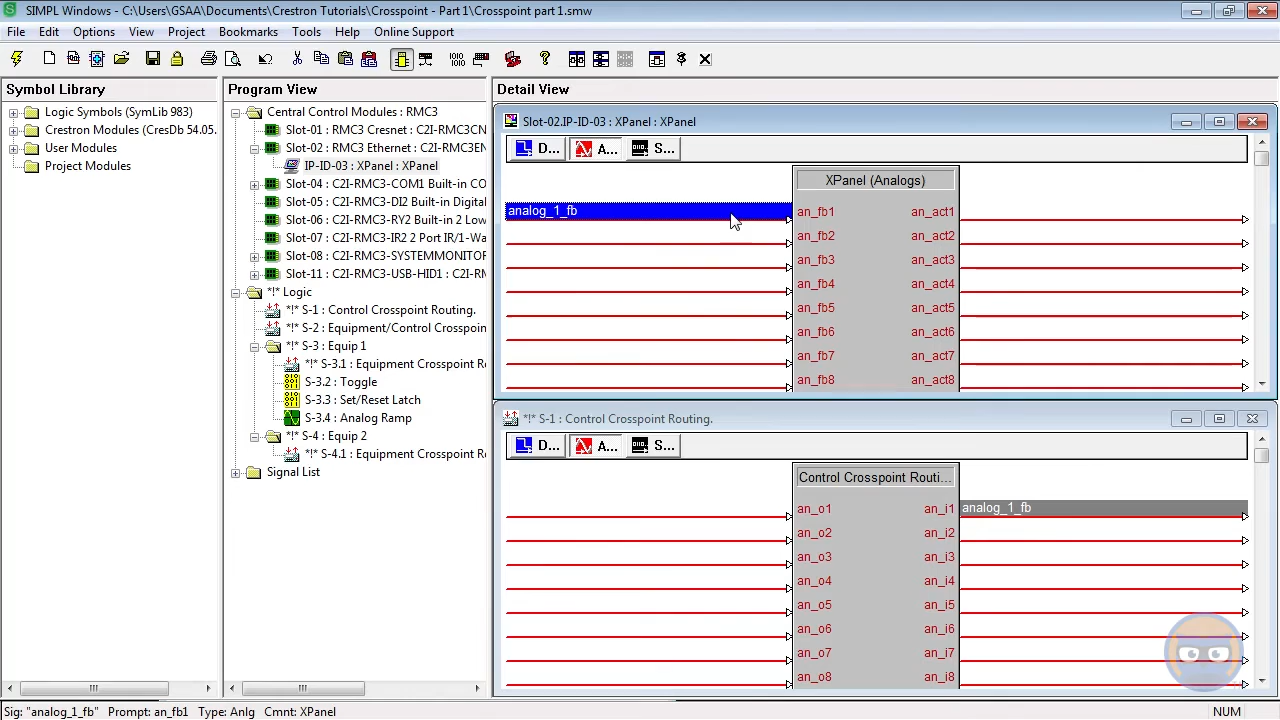 SIMPL Windows - C:\Users\GSAA\Documents\Crestron Tutorials\Crosspoint - Part 1\Crosspoint part 1.smw
File Edit Options View Project Bookmarks Tools Help Online Support
Symbol Library
Logic Symbols (SymLib 983)
Crestron Modules (CresDb 54.05.
User Modules
Project Modules
Program View
Central Control Modules : RMC3
Slot-01 : RMC3 Cresnet : C2I-RMC3CN
Slot-02 : RMC3 Ethernet : C2I-RMC3EN
IP-ID-03 : XPanel : XPanel
Slot-04 : C2I-RMC3-COM1 Built-in CO
Slot-05 : C2I-RMC3-DI2 Built-in Digital
Slot-06 : C2I-RMC3-RY2 Built-in 2 Low
Slot-07 : C2I-RMC3-IR2 2 Port IR/1-Wa
Slot-08 : C2I-RMC3-SYSTEMMONITOR
Slot-11 : C2I-RMC3-USB-HID1 : C2I-RM
*!* Logic
*!* S-1 : Control Crosspoint Routing.
*!* S-2 : Equipment/Control Crosspoin
*!* S-3 : Equip 1
*!* S-3.1 : Equipment Crosspoint R
S-3.2 : Toggle
S-3.3 : Set/Reset Latch
S-3.4 : Analog Ramp
*!* S-4 : Equip 2
*!* S-4.1 : Equipment Crosspoint R
Signal List
Detail View
Slot-02.IP-ID-03 : XPanel : XPanel
D... A... S...
XPanel (Analogs)
analog_1_fb an_fb1 an_act1
an_fb2 an_act2
an_fb3 an_act3
an_fb4 an_act4
an_fb5 an_act5
an_fb6 an_act6
an_fb7 an_act7
an_fb8 an_act8
*!* S-1 : Control Crosspoint Routing.
D... A... S...
Control Crosspoint Routi...
an_o1 an_i1 analog_1_fb
an_o2 an_i2
an_o3 an_i3
an_o4 an_i4
an_o5 an_i5
an_o6 an_i6
an_o7 an_i7
an_o8 an_i8
Sig: "analog_1_fb" Prompt: an_fb1 Type: Anlg Cmnt: XPanel
NUM